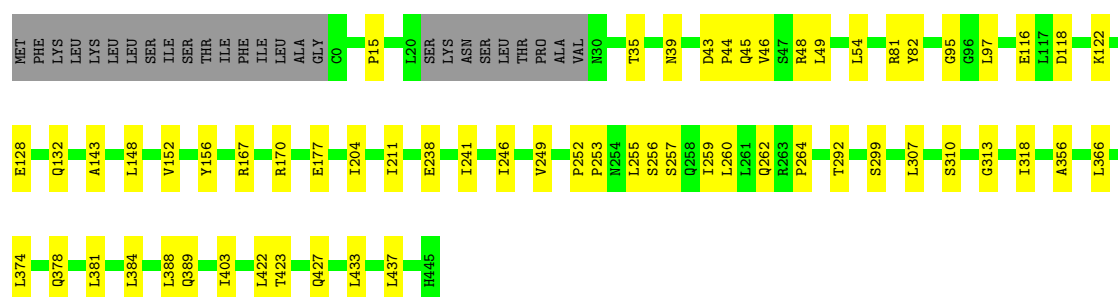 MET PHE LYS LEU LYS LEU LEU SER ILE SER THR ILE PHE ILE LEU ALA GLY C0 P15 L20 SER LYS ASN SER LEU THR PRO ALA VAL N30 T35 N39 D43 P44 Q45 V46 S47 R48 L49 L54 R81 Y82 G95 G96 L97 E116 L117 D118 K122
E128 Q132 A143 L148 V152 Y156 R167 R170 E177 I204 I211 E238 I241 I246 V249 P252 P253 N254 L255 S256 S257 Q258 I259 L260 L261 Q262 R263 P264 T292 S299 L307 S310 G313 I318 A356 L366
L374 Q378 L381 L384 L388 Q389 I403 L422 T423 Q427 L433 L437 H445